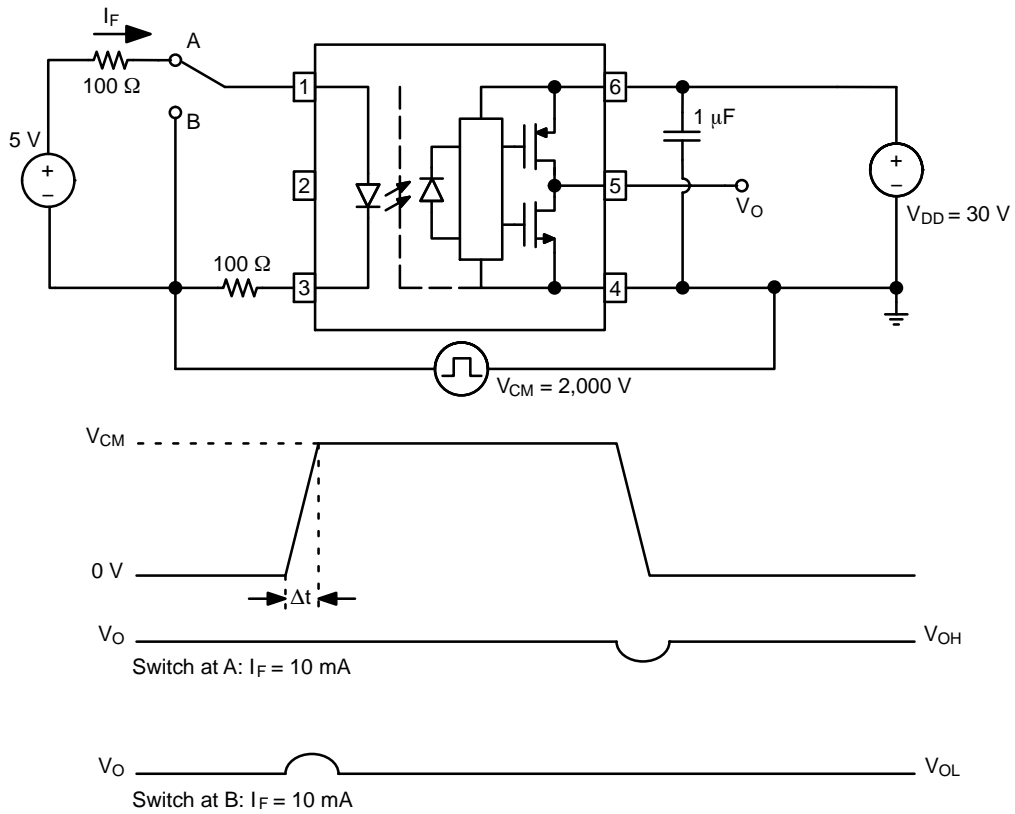 IF
A
100 Ω
B
5 V
+
−
1
2
3
100 Ω
6
5
4
1 μF
VO
+
−
VDD = 30 V
VCM = 2,000 V
VCM
0 V
Δt
VO
VOH
Switch at A: IF = 10 mA
VO
VOL
Switch at B: IF = 10 mA